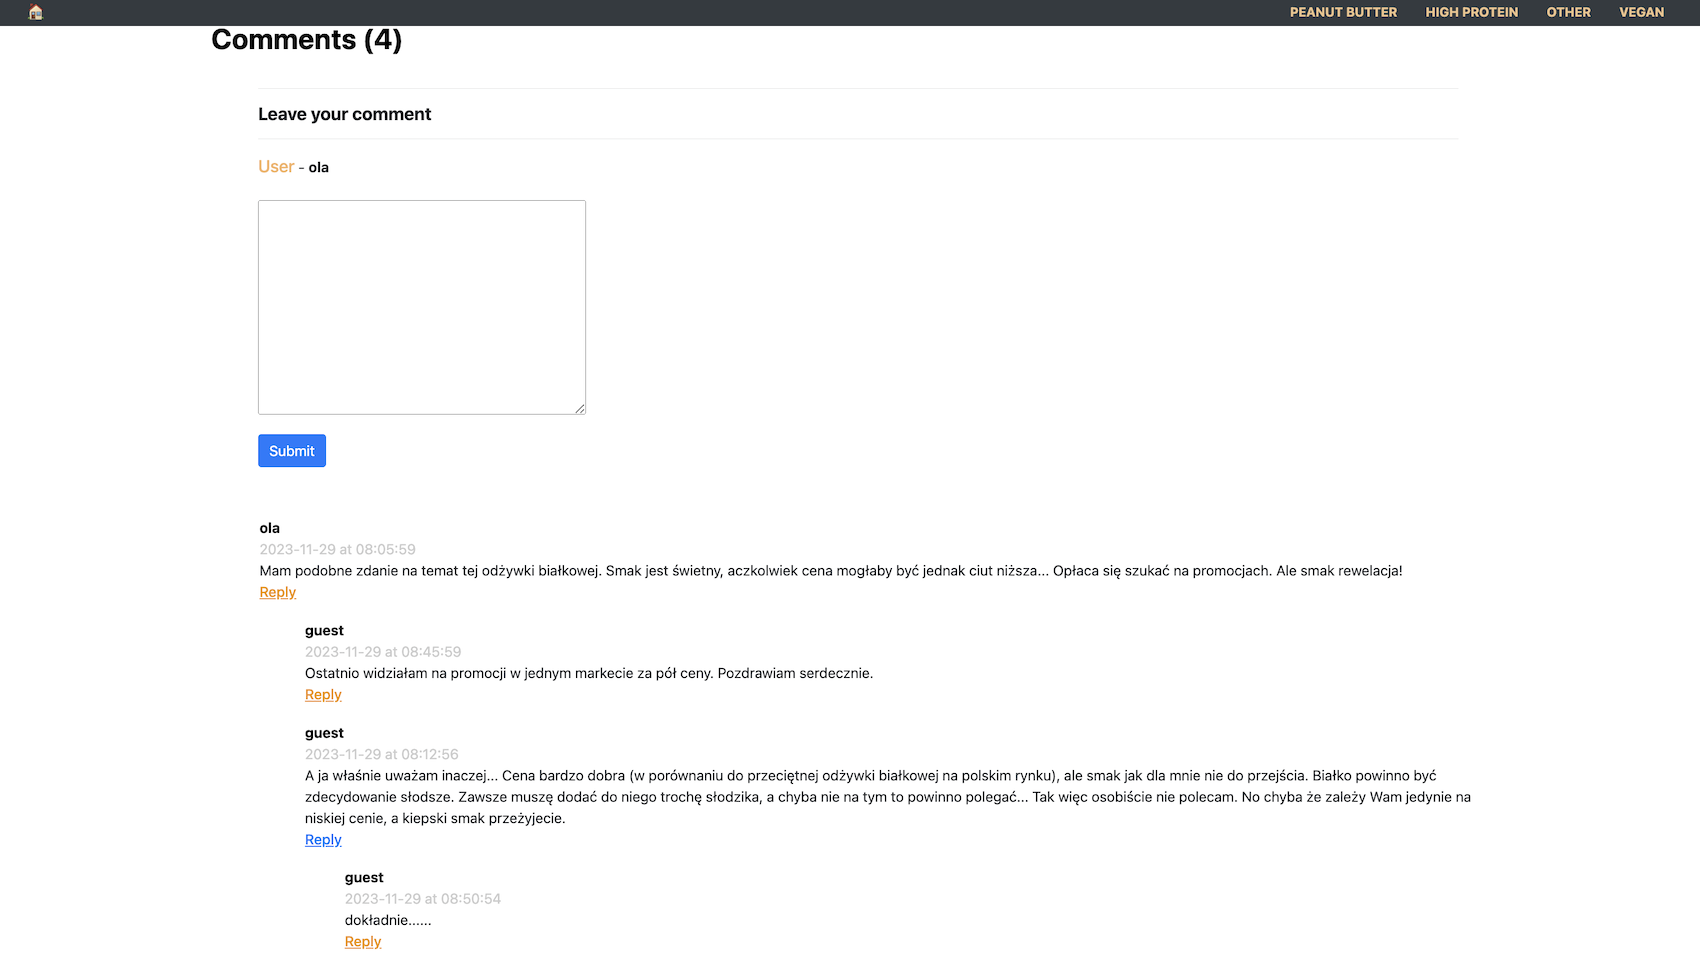 PEANUT BUTTER HIGH PROTEIN OTHER VEGAN
Comments (4)
Leave your comment
User - ola
Submit
ola
2023-11-29 at 08:05:59
Mam podobne zdanie na temat tej odżywki białkowej. Smak jest świetny, aczkolwiek cena mogłaby być jednak ciut niższa... Opłaca się szukać na promocjach. Ale smak rewelacja!
Reply
guest
2023-11-29 at 08:45:59
Ostatnio widziałam na promocji w jednym markecie za pół ceny. Pozdrawiam serdecznie.
Reply
guest
2023-11-29 at 08:12:56
A ja właśnie uważam inaczej... Cena bardzo dobra (w porównaniu do przeciętnej odżywki białkowej na polskim rynku), ale smak jak dla mnie nie do przejścia. Białko powinno być
zdecydowanie słodsze. Zawsze muszę dodać do niego trochę słodzika, a chyba nie na tym to powinno polegać... Tak więc osobiście nie polecam. No chyba że zależy Wam jedynie na
niskiej cenie, a kiepski smak przeżyjecie.
Reply
guest
2023-11-29 at 08:50:54
dokładnie......
Reply